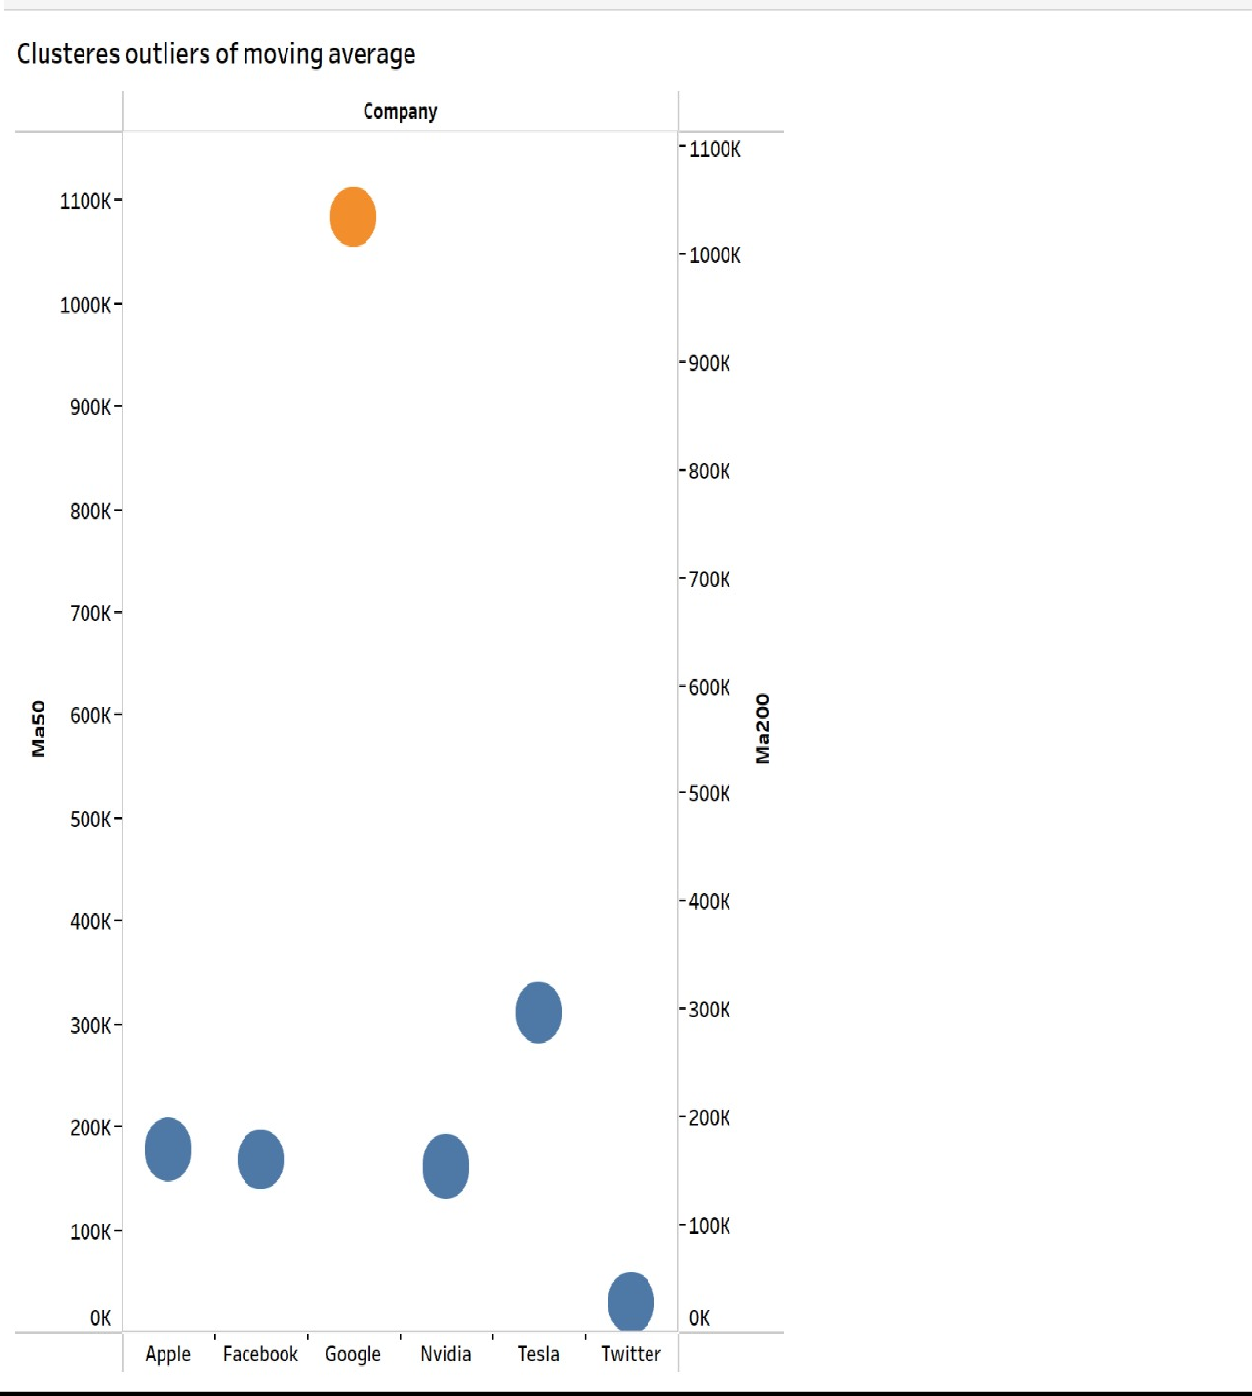 Clusteres outliers of moving average
Company
1100K
1000K
900K
800K
700K
600K
500K
400K
300K
200K
100K
0K
Ma50
1100K
1000K
900K
800K
700K
600K
500K
400K
300K
200K
100K
0K
Ma200
Apple Facebook Google Nvidia Tesla Twitter